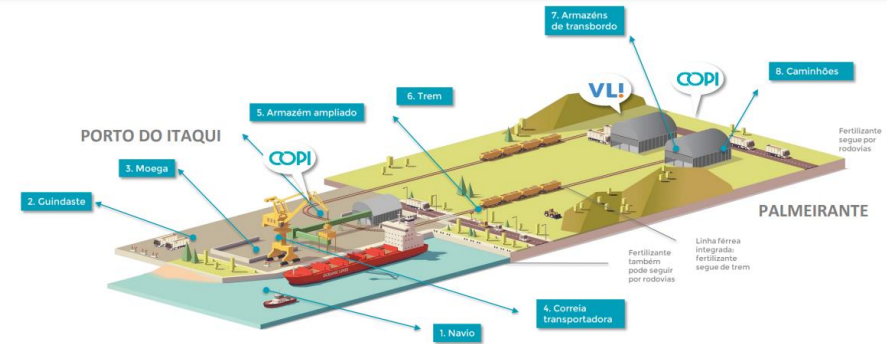 7. Armazéns
de transbordo
VL!
COPI
8. Caminhões
6. Trem
5. Armazém ampliado
PORTO DO ITAQUI
COPI
3. Moega
2. Guindaste
Fertilizante
segue por
rodovias
PALMEIRANTE
Linha férrea
integrada:
fertilizante
segue de trem
Fertilizante
também
pode seguir
por rodovias
4. Correia
transportadora
1. Navio